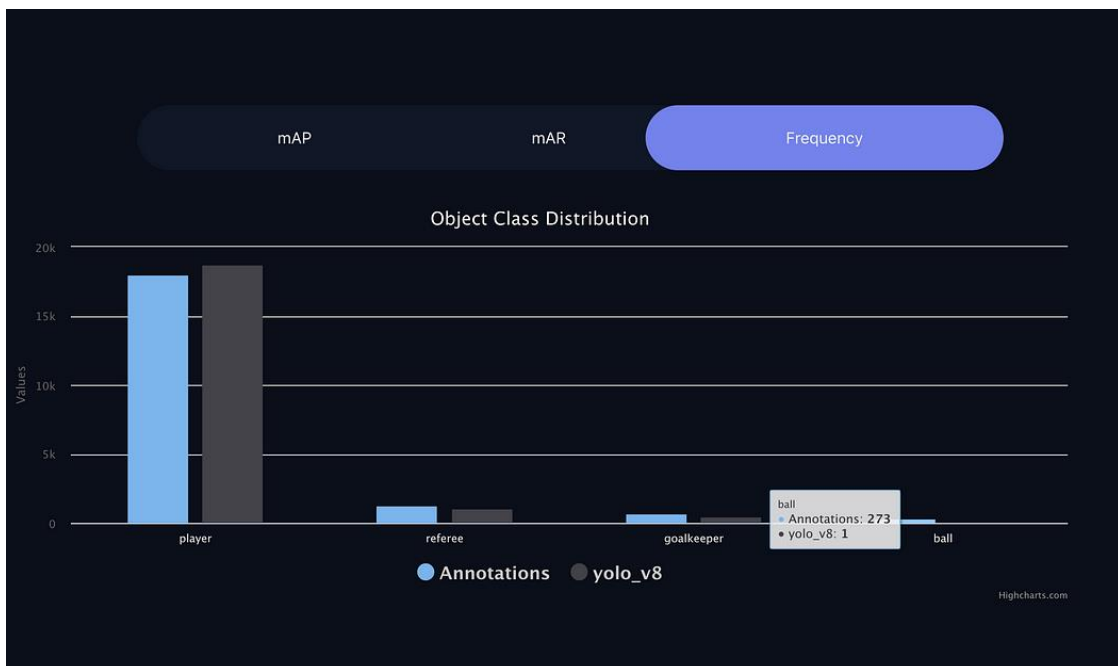 mAP mAR Frequency
Object Class Distribution
20k
15k
10k
5k
0
Values
ball
Annotations: 273
yolo_v8: 1
player referee goalkeeper ball
Annotations yolo_v8
Highcharts.com